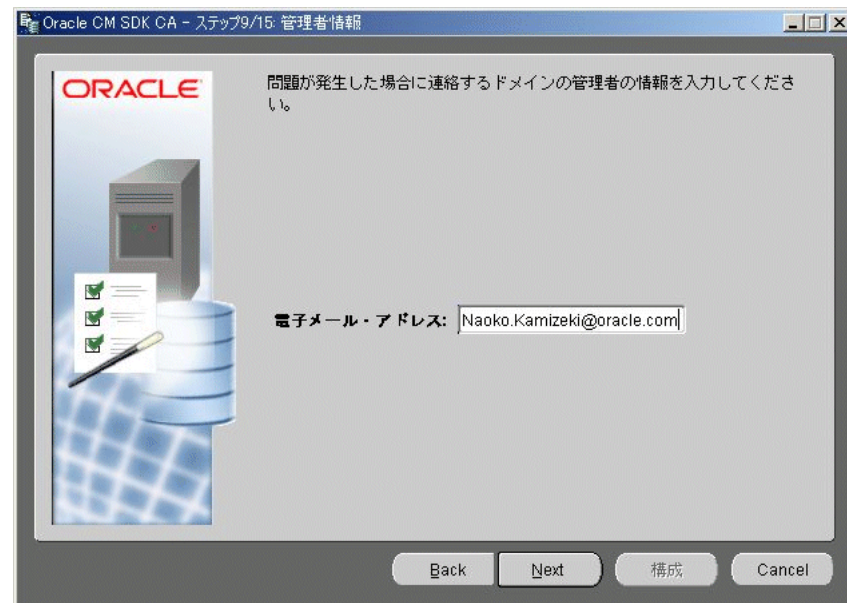 Oracle CM SDK CA - ステップ9/15: 管理者情報
ORACLE
問題が発生した場合に連絡するドメインの管理者の情報を入力してくださ
い。
電子メール・アドレス: Naoko.Kamizeki@oracle.com
Back Next 構成 Cancel